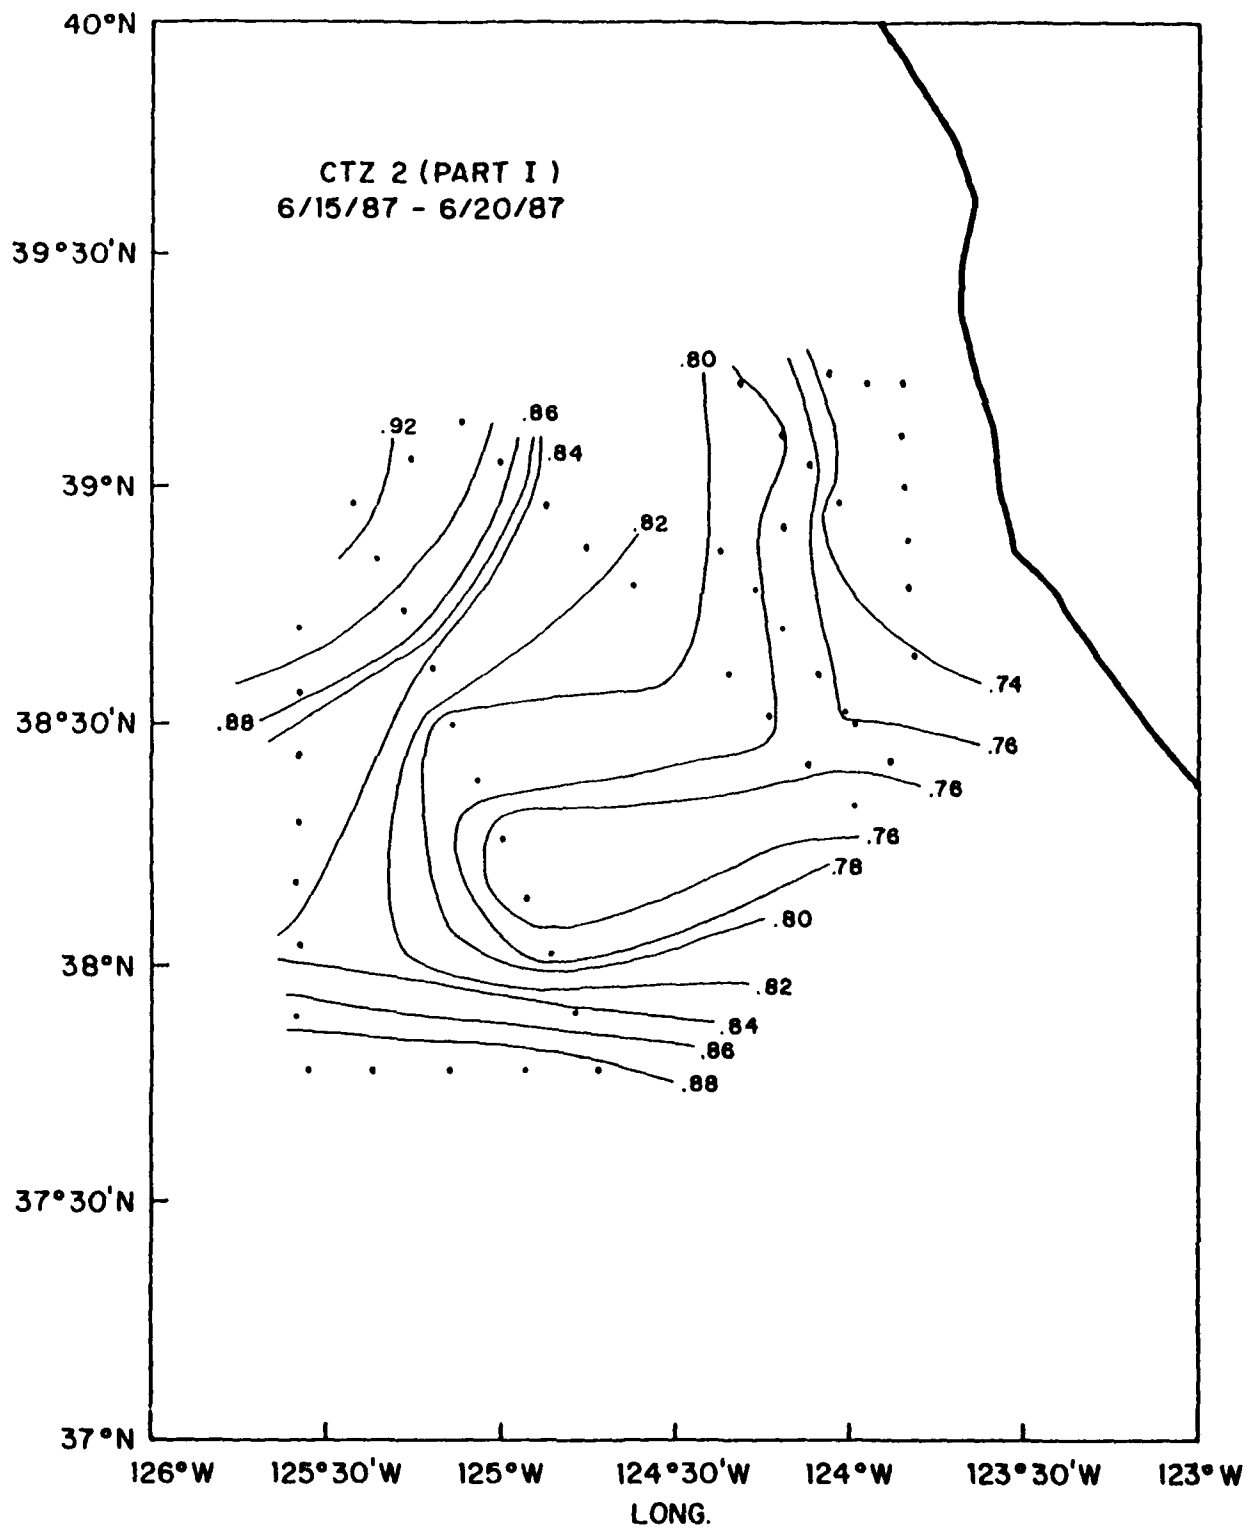 40°N
CTZ 2 (PART I)
6/15/87 - 6/20/87
39°30'N
.80
.86
.92
.84
39°N
.82
.74
38°30'N
.88
.76
.76
.76
.78
.80
38°N
.82
.84
.86
.88
37°30'N
37°N
126°W 125°30'W 125°W 124°30'W 124°W 123°30'W 123°W
LONG.